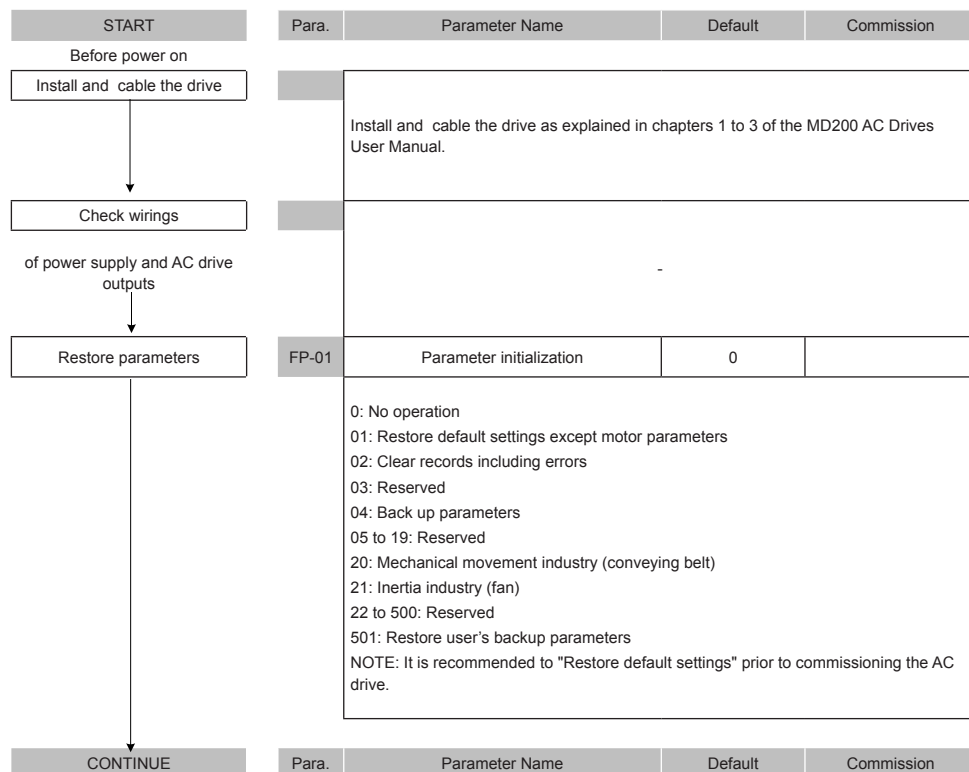 START
Para. Parameter Name Default Commission
Before power on
Install and cable the drive
Install and cable the drive as explained in chapters 1 to 3 of the MD200 AC Drives
User Manual.
Check wirings
of power supply and AC drive
outputs
-
Restore parameters
FP-01 Parameter initialization 0
0: No operation
01: Restore default settings except motor parameters
02: Clear records including errors
03: Reserved
04: Back up parameters
05 to 19: Reserved
20: Mechanical movement industry (conveying belt)
21: Inertia industry (fan)
22 to 500: Reserved
501: Restore user’s backup parameters
NOTE: It is recommended to "Restore default settings" prior to commissioning the AC
drive.
CONTINUE
Para. Parameter Name Default Commission